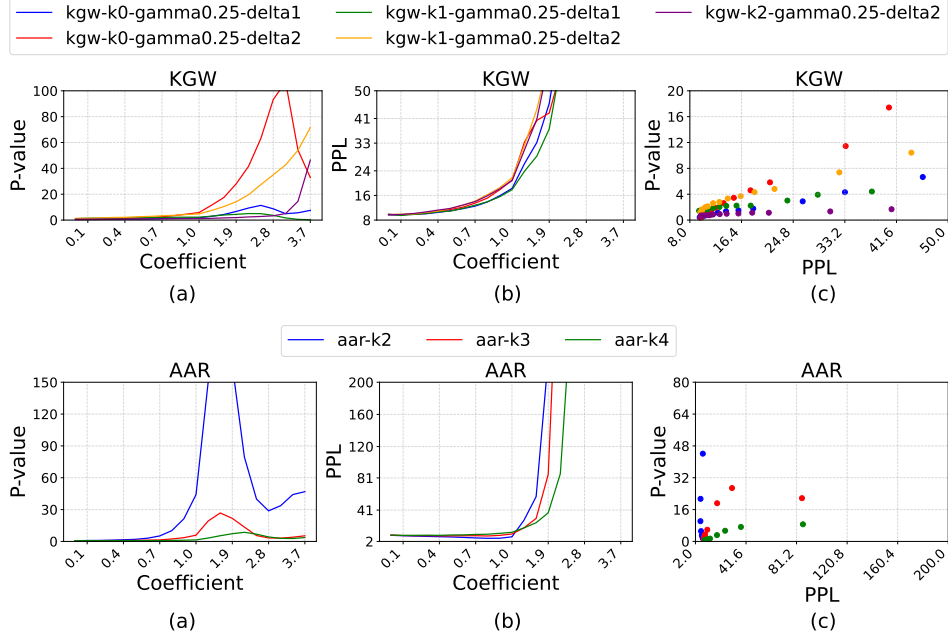 kgw-k0-gamma0.25-delta1 kgw-k1-gamma0.25-delta1 kgw-k2-gamma0.25-delta2
kgw-k0-gamma0.25-delta2 kgw-k1-gamma0.25-delta2
KGW KGW KGW
P-value
100
80
60
40
20
0
0.1 0.4 0.7 1.0 1.9 2.8 3.7
Coefficient
(a)
PPL
50
41
33
24
16
8
0.1 0.4 0.7 1.0 1.9 2.8 3.7
Coefficient
(b)
P-value
20
16
12
8
4
0
8.0 16.4 24.8 33.2 41.6 50.0
PPL
(c)
aar-k2 aar-k3 aar-k4
AAR AAR AAR
P-value
150
120
90
60
30
0
0.1 0.4 0.7 1.0 1.9 2.8 3.7
Coefficient
(a)
PPL
200
160
120
81
41
2
0.1 0.4 0.7 1.0 1.9 2.8 3.7
Coefficient
(b)
P-value
80
64
48
32
16
0
2.0 41.6 81.2 120.8 160.4 200.0
PPL
(c)